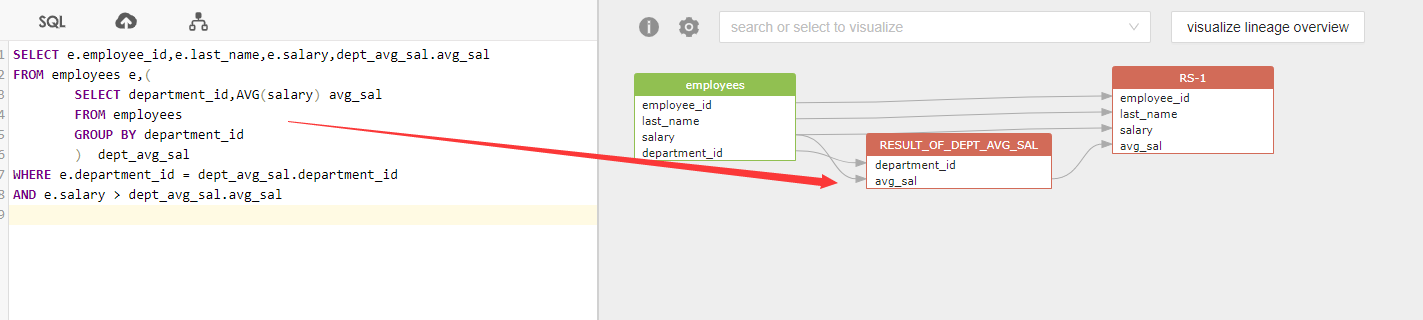 SQL
search or select to visualize
visualize lineage overview
1 SELECT e.employee_id,e.last_name,e.salary,dept_avg_sal.avg_sal
2 FROM employees e,(
3 SELECT department_id,AVG(salary) avg_sal
4 FROM employees
5 GROUP BY department_id
6 ) dept_avg_sal
7 WHERE e.department_id = dept_avg_sal.department_id
8 AND e.salary > dept_avg_sal.avg_sal
9
employees
employee_id
last_name
salary
department_id
RESULT_OF_DEPT_AVG_SAL
department_id
avg_sal
RS-1
employee_id
last_name
salary
avg_sal